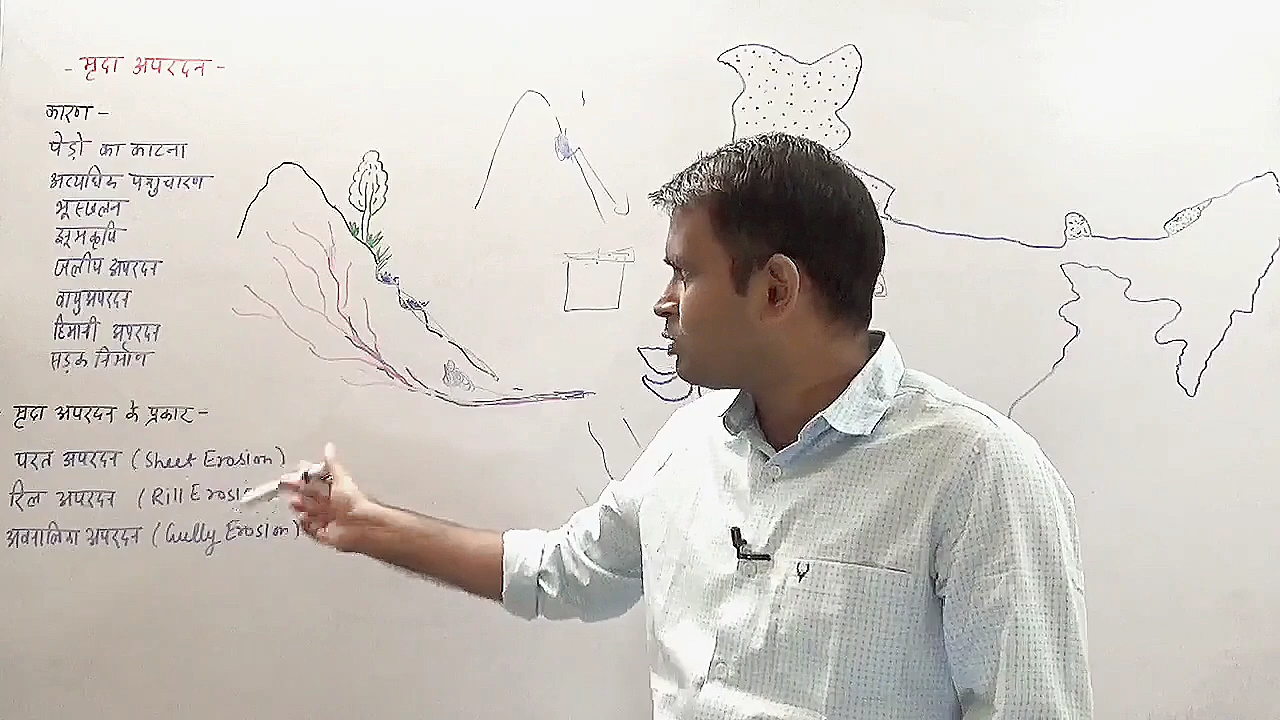 - मृदा अपरदन -
कारण -
पेड़ो का काटना
अत्यधिक पशुचारण
भूस्खलन
झूमकृषि
जलीय अपरदन
वायु अपरदन
हिमानी अपरदन
सड़क निर्माण
मृदा अपरदन के प्रकार -
परत अपरदन (Sheet Erosion)
रिल अपरदन (Rill
अवनालिका अपरदन (Gully Erosion)